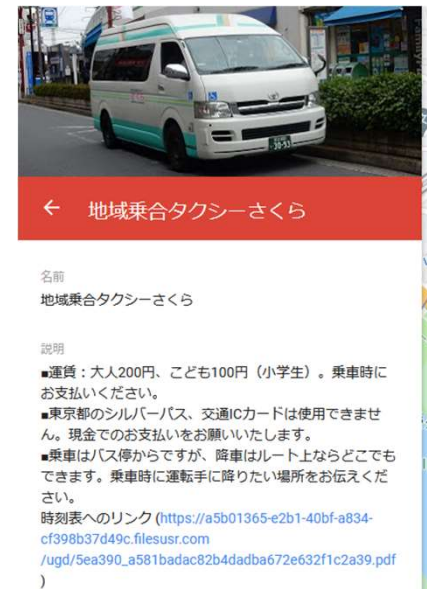 地域乗合タクシーさくら
名前
地域乗合タクシーさくら
説明
■運賃：大人200円、こども100円（小学生）。乗車時に
お支払いください。
■東京都のシルバーパス、交通ICカードは使用できませ
ん。現金でのお支払いをお願いいたします。
■乗車はバス停からですが、降車はルート上ならどこでも
できます。乗車時に運転手に降りたい場所をお伝えくだ
さい。
時刻表へのリンク (https://a5b01365-e2b1-40bf-a834-
cf398b37d49c.filesusr.com
/ugd/5ea390_a581badac82b4dadba672e632f1c2a39.pdf
)